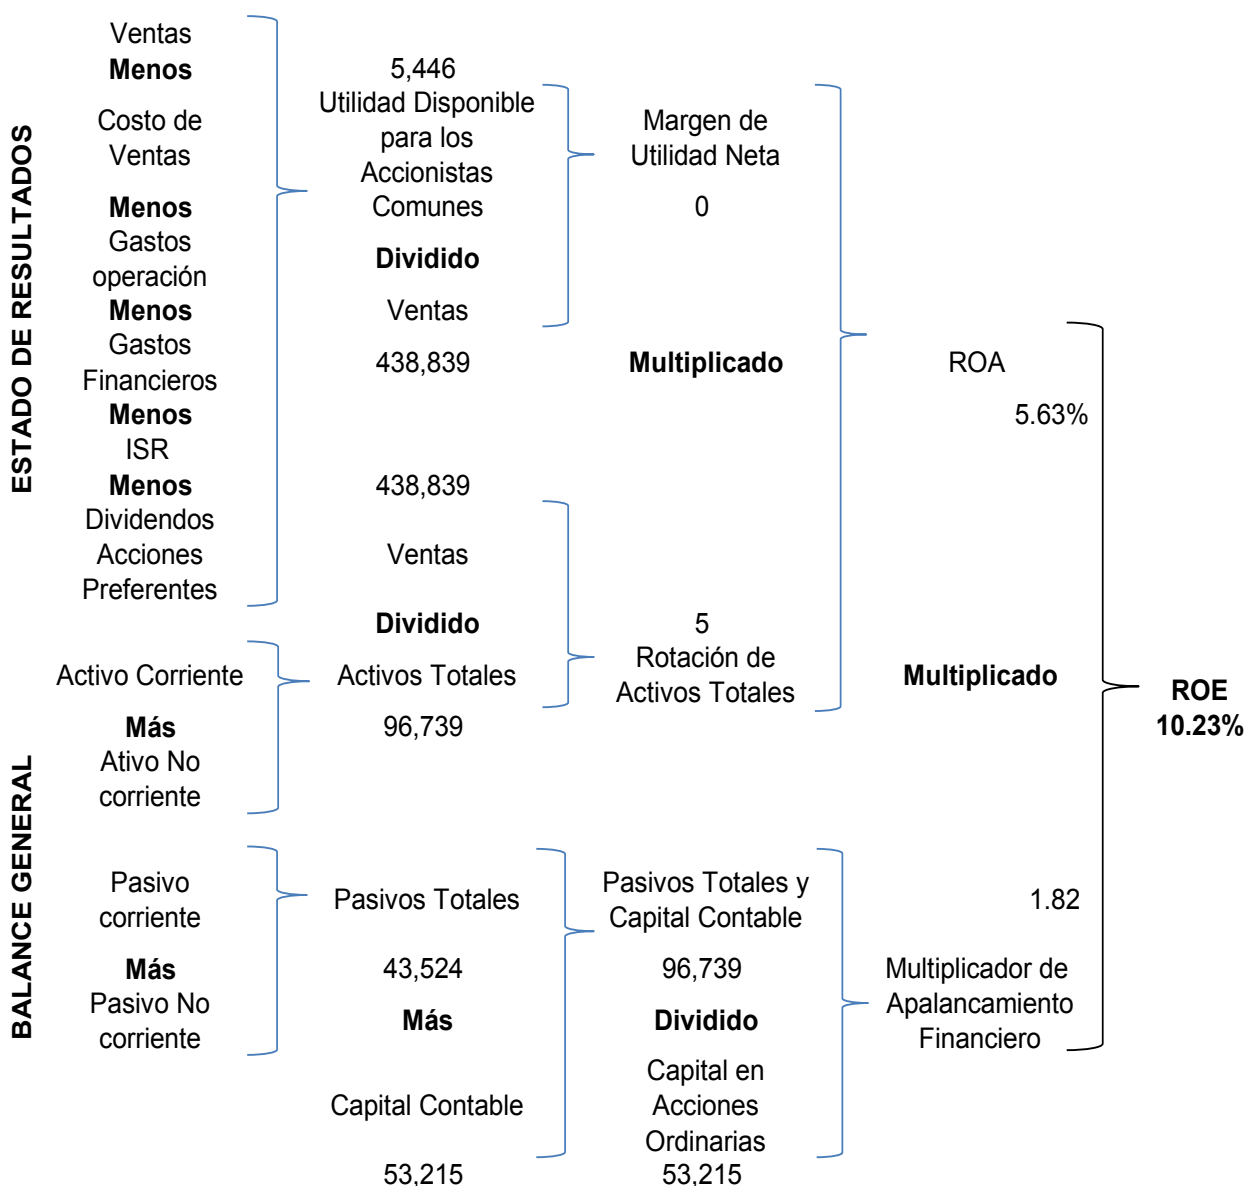 ESTADO DE RESULTADOS
Ventas
Menos
Costo de
Ventas
Menos
Gastos
operación
Menos
Gastos
Financieros
Menos
ISR
Menos
Dividendos
Acciones
Preferentes
5,446
Utilidad Disponible
para los
Accionistas
Comunes
Dividido
Ventas
438,839
Margen de
Utilidad Neta
0
Multiplicado
438,839
Ventas
Dividido
Activos Totales
96,739
5
Rotación de
Activos Totales
ROA
5.63%
Multiplicado
ROE
10.23%
BALANCE GENERAL
Activo Corriente
Más
Ativo No
corriente
Pasivo
corriente
Más
Pasivo No
corriente
Pasivos Totales
43,524
Más
Capital Contable
53,215
Pasivos Totales y
Capital Contable
96,739
Dividido
Capital en
Acciones
Ordinarias
53,215
1.82
Multiplicador de
Apalancamiento
Financiero